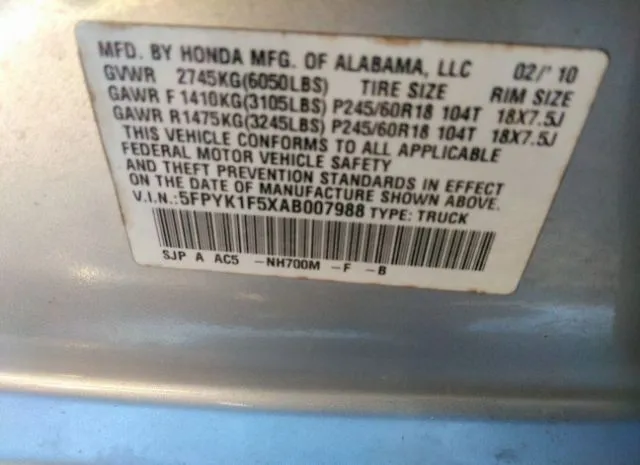 MFD. BY HONDA MFG. OF ALABAMA, LLC 02/'10
GVWR 2745KG(6050LBS) TIRE SIZE RIM SIZE
GAWR F 1410KG(3105LBS) P245/60R18 104T 18X7.5J
GAWR R1475KG(3245LBS) P245/60R18 104T 18X7.5J
THIS VEHICLE CONFORMS TO ALL APPLICABLE
FEDERAL MOTOR VEHICLE SAFETY
AND THEFT PREVENTION STANDARDS IN EFFECT
ON THE DATE OF MANUFACTURE SHOWN ABOVE.
V.I.N.:5FPYK1F5XAB007988 TYPE: TRUCK
SJP A AC5 -NH700M -F -B